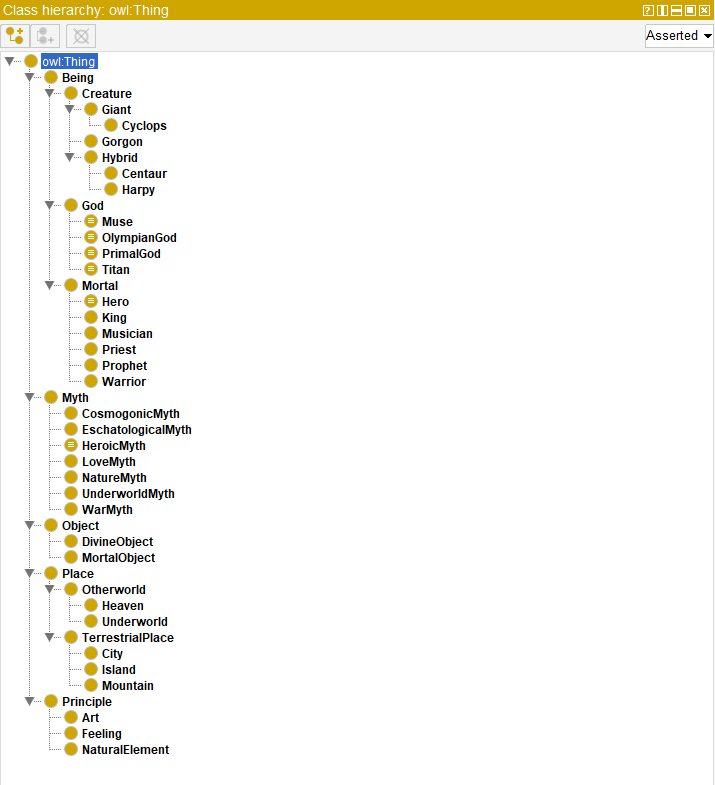 Class hierarchy: owl:Thing
Asserted
owl:Thing
Being
Creature
Giant
Cyclops
Gorgon
Hybrid
Centaur
Harpy
God
Muse
OlympianGod
PrimalGod
Titan
Mortal
Hero
King
Musician
Priest
Prophet
Warrior
Myth
CosmogonicMyth
EschatologicalMyth
HeroicMyth
LoveMyth
NatureMyth
UnderworldMyth
WarMyth
Object
DivineObject
MortalObject
Place
Otherworld
Heaven
Underworld
TerrestrialPlace
City
Island
Mountain
Principle
Art
Feeling
NaturalElement